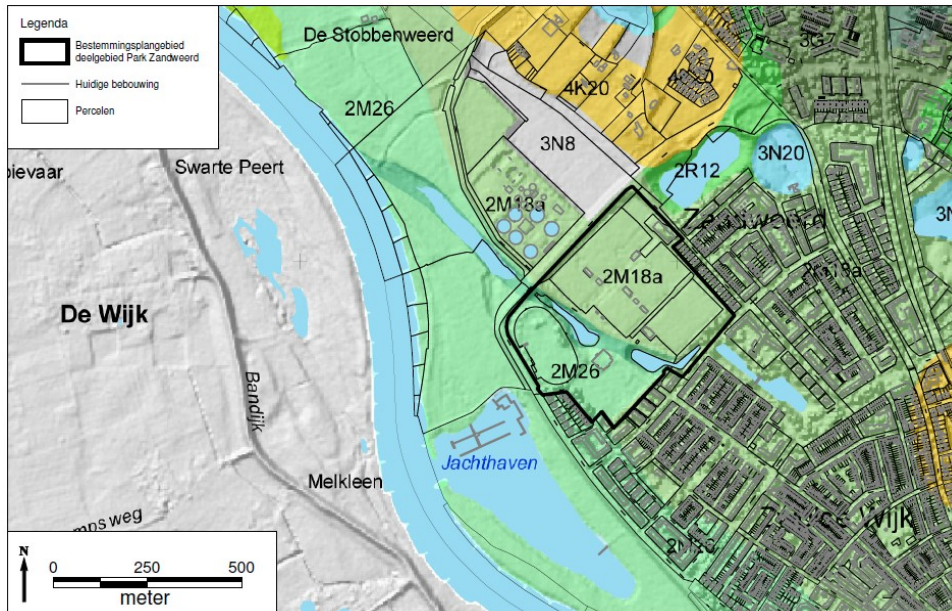 Legenda
Bestemmingsplangebied
deelgebied Park Zandweerd
Huidige bebouwing
Percelen
De Stobbenweerd
3G7
4K20
2M26
3N8
3N20
2R12
Swarte Peert
2M18a
2M18a
De Wijk
2M26
Bandijk
Jachthaven
Melkleen
N
0 250 500
meter